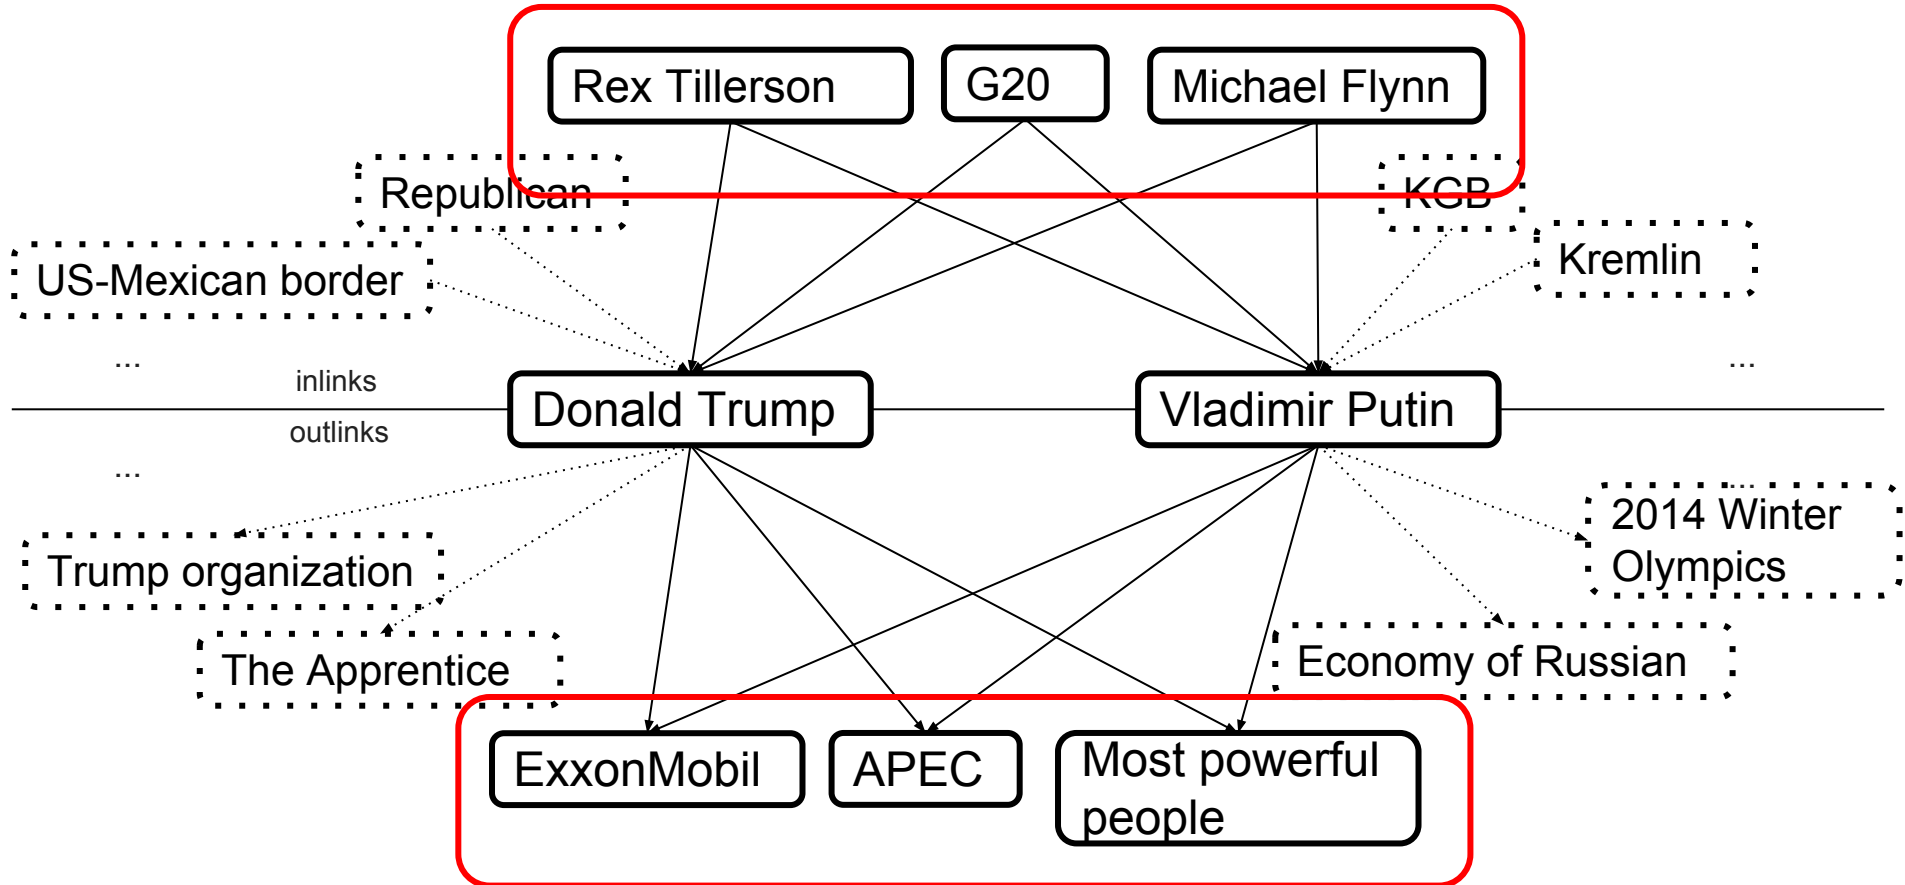 Rex Tillerson
G20
Michael Flynn
Republican
KGB
US-Mexican border
Kremlin
...
inlinks
...
Donald Trump
Vladimir Putin
outlinks
...
...
2014 Winter
Olympics
Trump organization
The Apprentice
Economy of Russian
ExxonMobil
APEC
Most powerful
people